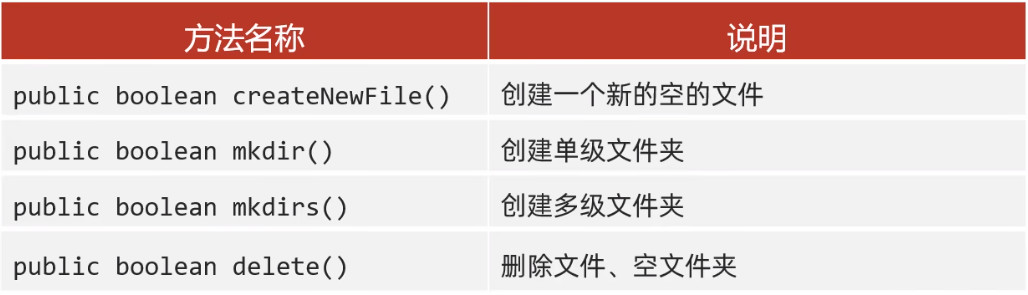 方法名称 说明
public boolean createNewFile() 创建一个新的空的文件
public boolean mkdir() 创建单级文件夹
public boolean mkdirs() 创建多级文件夹
public boolean delete() 删除文件、空文件夹